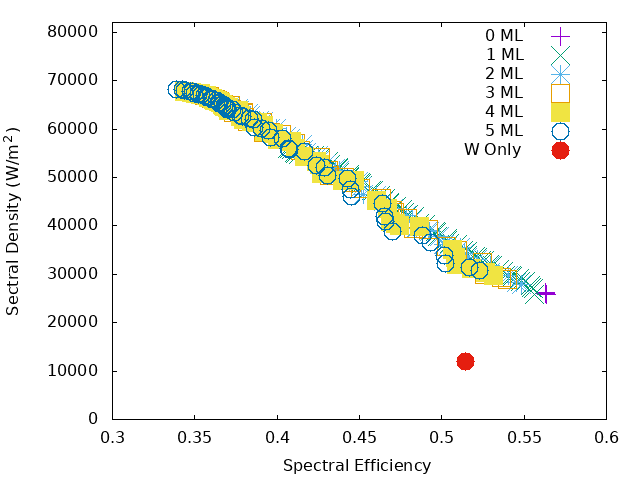 80000
70000
60000
50000
40000
30000
20000
10000
0
0.3
0.35
0.4
0.45
0.5
0.55
0.6
Sectral Density (W/m²)
Spectral Efficiency
0 ML
1 ML
2 ML
3 ML
4 ML
5 ML
W Only